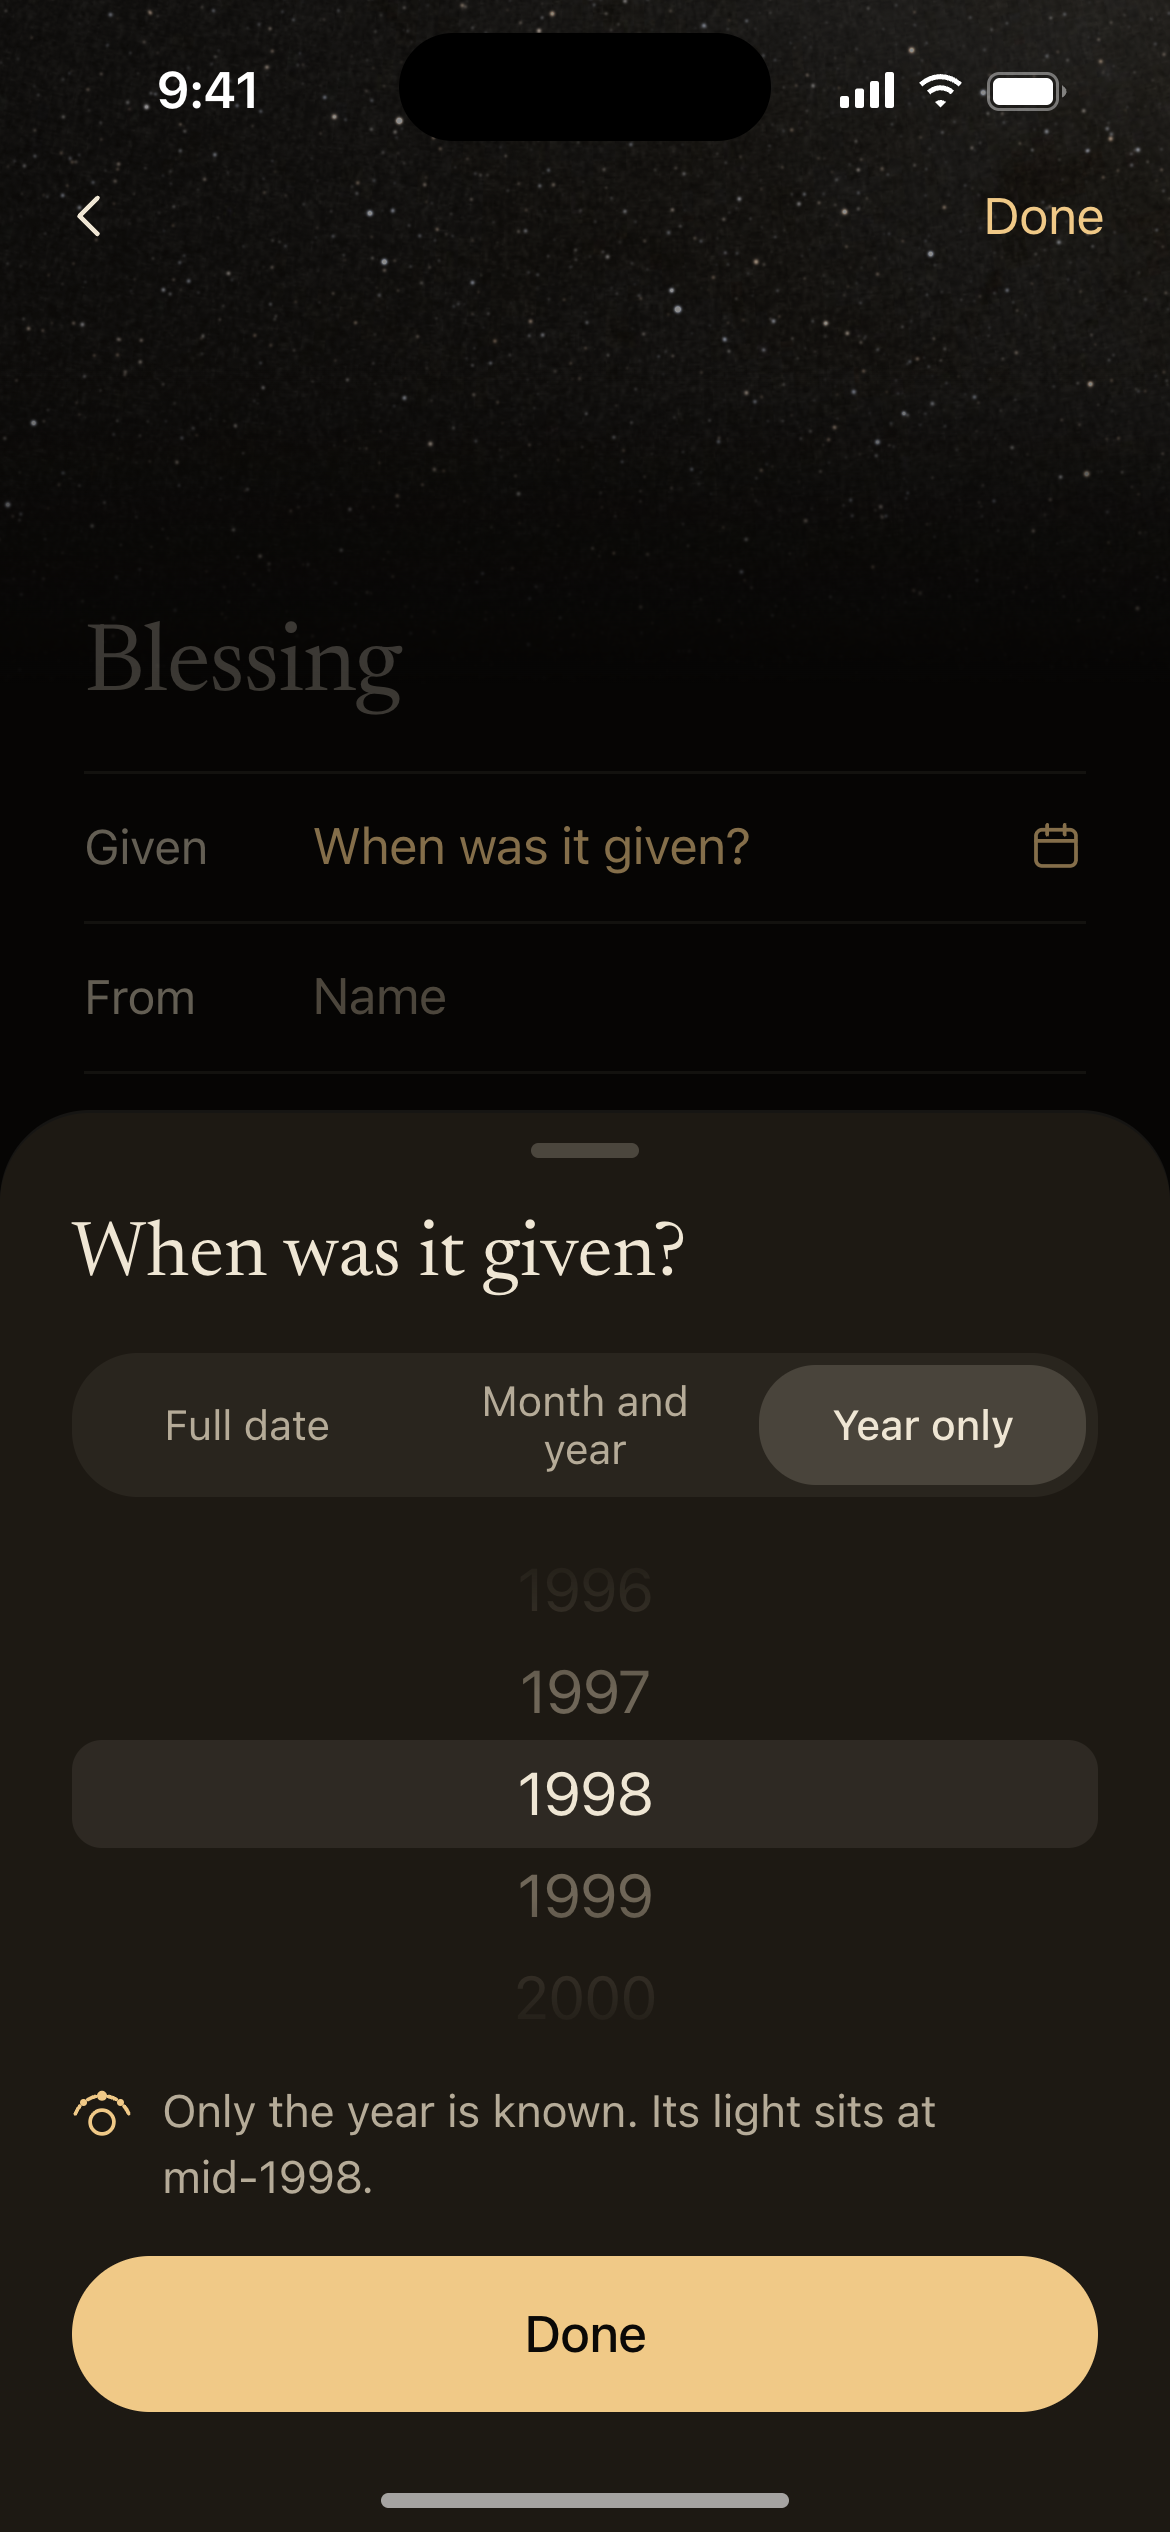 9:41
Done
Blessing
Given
When was it given?
From
Name
When was it given?
Full date
Month and
year
Year only
1996
1997
1998
1999
2000
Only the year is known. Its light sits at
mid-1998.
Done